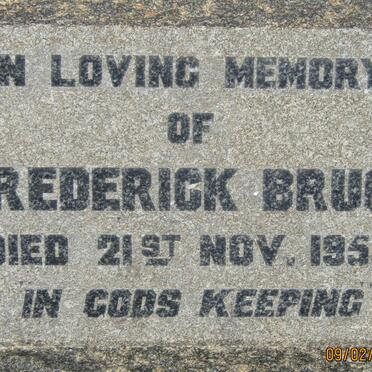 N LOVING MEMORY
OF
REDERICK BRUC
DIED 21ST NOV. 195
IN GODS KEEPING
09/02/